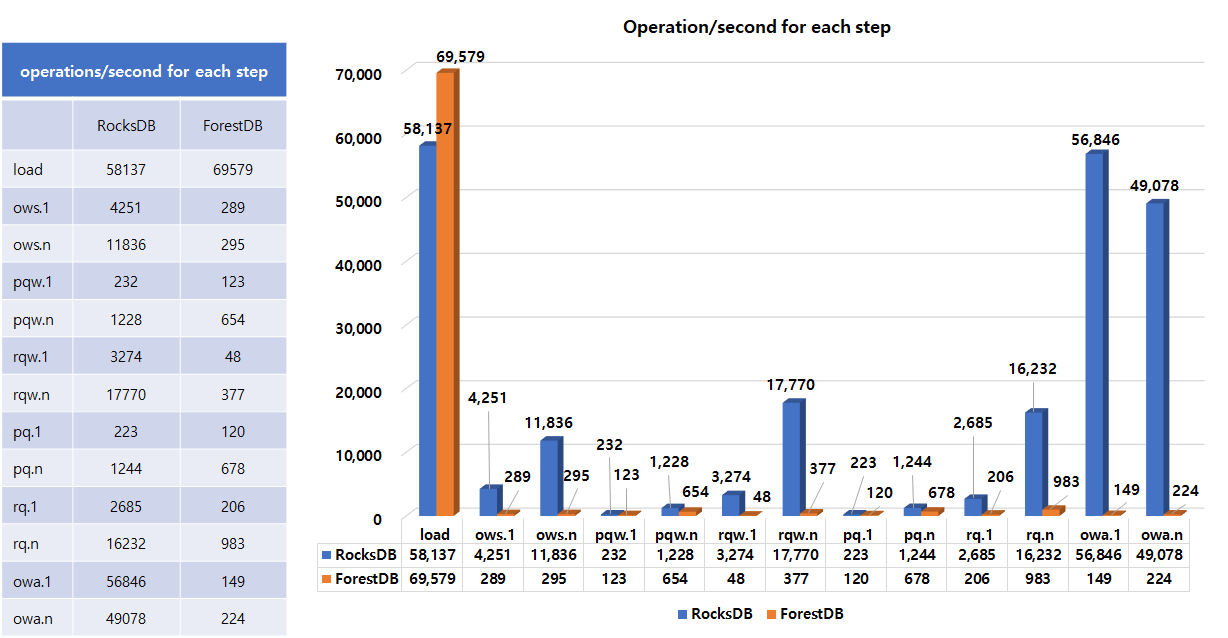 operations/second for each step
RocksDB ForestDB
load 58137 69579
ows.1 4251 289
ows.n 11836 295
pqw.1 232 123
pqw.n 1228 654
rqw.1 3274 48
rqw.n 17770 377
pq.1 223 120
pq.n 1244 678
rq.1 2685 206
rq.n 16232 983
owa.1 56846 149
owa.n 49078 224
Operation/second for each step
70,000
60,000
50,000
40,000
30,000
20,000
10,000
0
58,137 69,579
4,251 289
11,836 295
232 123
1,228 654
3,274 48
17,770 377
223 120
1,244 678
2,685 206
16,232 983
56,846 149
49,078 224
load ows.1 ows.n pqw.1 pqw.n rqw.1 rqw.n pq.1 pq.n rq.1 rq.n owa.1 owa.n
RocksDB 58,137 4,251 11,836 232 1,228 3,274 17,770 223 1,244 2,685 16,232 56,846 49,078
ForestDB 69,579 289 295 123 654 48 377 120 678 206 983 149 224
RocksDB ForestDB